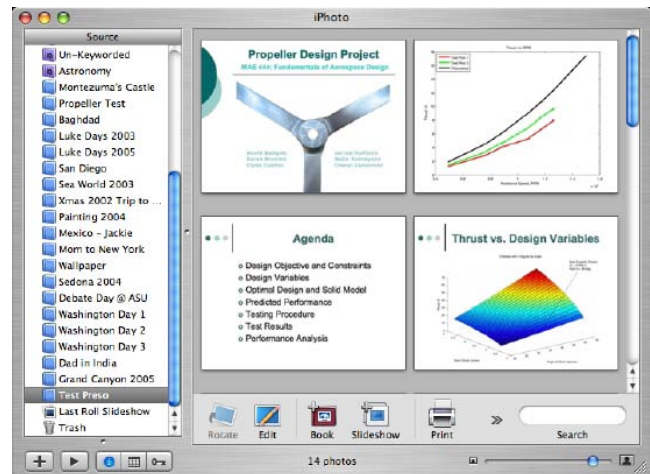 iPhoto
Source
Un-Keyworded
Astronomy
Montezuma's Castle
Propeller Test
Baghdad
Luke Days 2003
Luke Days 2005
San Diego
Sea World 2003
Xmas 2002 Trip to ...
Painting 2004
Mexico - Jackie
Mom to New York
Wallpaper
Sedona 2004
Debate Day @ ASU
Washington Day 1
Washington Day 2
Washington Day 3
Dad in India
Grand Canyon 2005
Test Preso
Last Roll Slideshow
Trash
Propeller Design Project
MAE 444: Fundamentals of Aerospace Design
Thrust vs. RPM
Agenda
Design Objective and Constraints
Design Variables
Optimal Design and Solid Model
Predicted Performance
Testing Procedure
Test Results
Performance Analysis
Thrust vs. Design Variables
Rotate
Edit
Book
Slideshow
Print
»
Search
14 photos